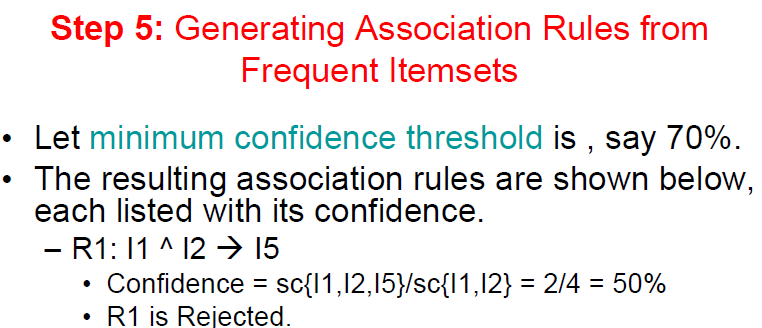 Step 5: Generating Association Rules from
Frequent Itemsets
• Let minimum confidence threshold is , say 70%.
• The resulting association rules are shown below,
each listed with its confidence.
– R1: I1 ^ I2 → I5
• Confidence = sc{I1,I2,I5}/sc{I1,I2} = 2/4 = 50%
• R1 is Rejected.